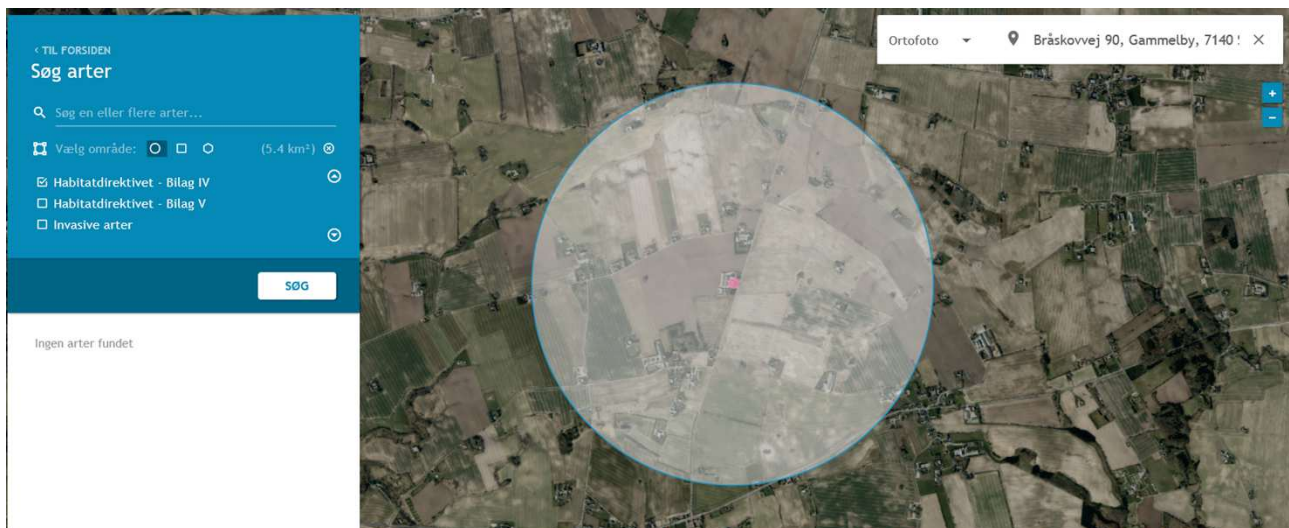 ‹ TIL FORSIDEN
Søg arter
Søg en eller flere arter...
Vælg område: (5.4 km²)
Habitatdirektivet - Bilag IV
Habitatdirektivet - Bilag V
Invasive arter
SØG
Ingen arter fundet
Ortofoto Bråskovvej 90, Gammelby, 7140
+
−